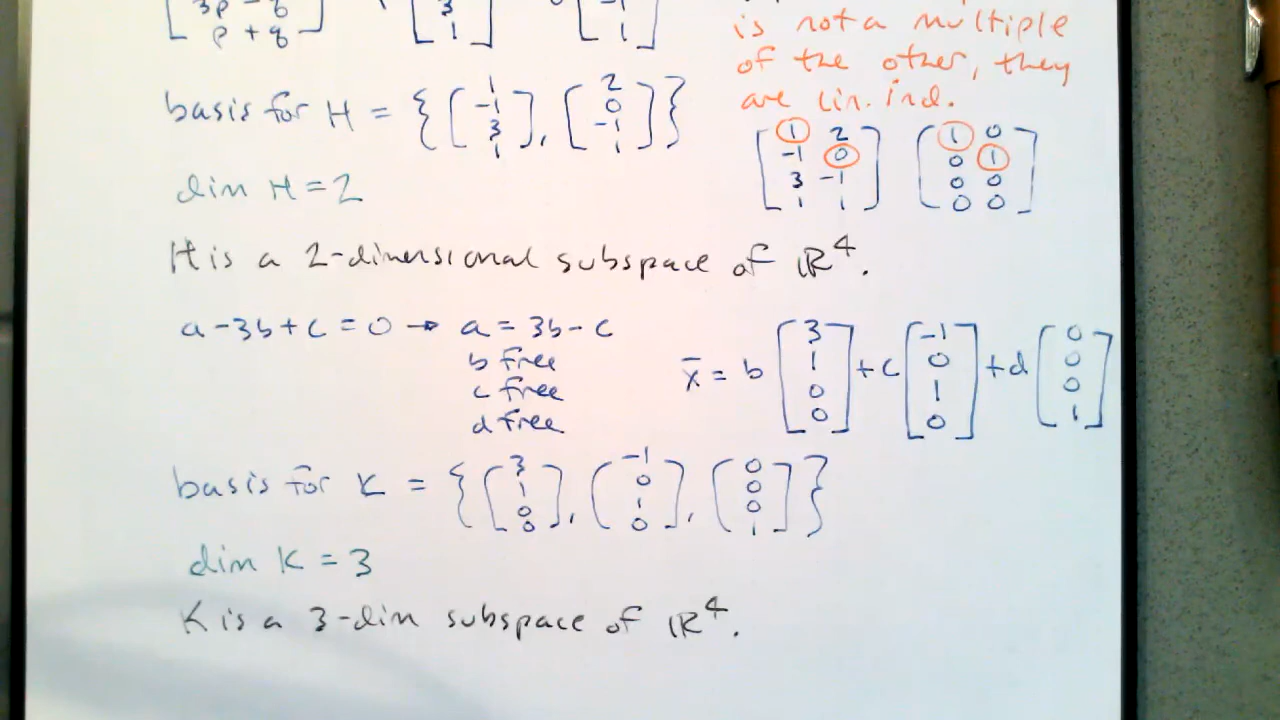 [3p - q / p + q] [3 / 1] [-1 / 1]
is not a multiple
of the other, they
are lin. ind.
basis for H = {[1 / -1 / 3 / 1], [2 / 0 / -1 / 1]}
[1 2 / -1 0 / 3 -1 / 1 1] [1 0 / 0 1 / 0 0 / 0 0]
dim H = 2
H is a 2-dimensional subspace of ℝ⁴.
a - 3b + c = 0 → a = 3b - c
b free
c free
d free
x̄ = b [3 / 1 / 0 / 0] + c [-1 / 0 / 1 / 0] + d [0 / 0 / 0 / 1]
basis for K = {[3 / 1 / 0 / 0], [-1 / 0 / 1 / 0], [0 / 0 / 0 / 1]}
dim K = 3
K is a 3-dim subspace of ℝ⁴.